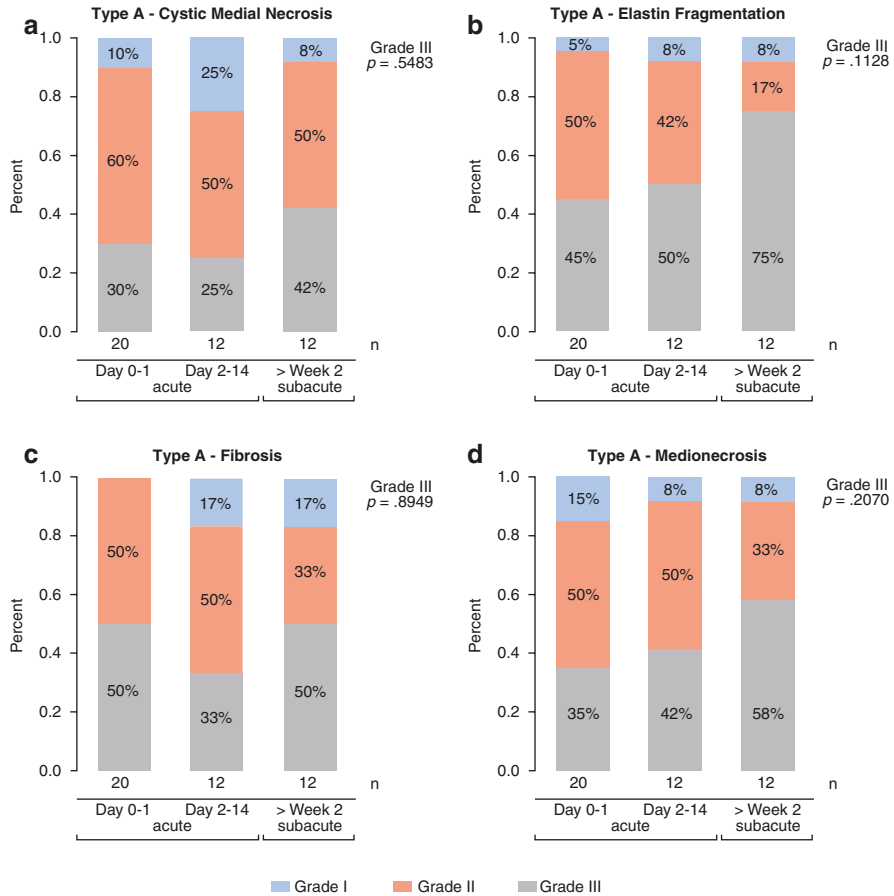 a
Type A - Cystic Medial Necrosis
Percent
1.0
0.8
0.6
0.4
0.2
0.0
10%
60%
30%
25%
50%
25%
8%
50%
42%
Grade III
p = .5483
20 12 12 n
Day 0-1 Day 2-14 > Week 2
acute subacute
b
Type A - Elastin Fragmentation
Percent
1.0
0.8
0.6
0.4
0.2
0.0
5%
50%
45%
8%
42%
50%
8%
17%
75%
Grade III
p = .1128
20 12 12 n
Day 0-1 Day 2-14 > Week 2
acute subacute
c
Type A - Fibrosis
Percent
1.0
0.8
0.6
0.4
0.2
0.0
50%
50%
17%
50%
33%
17%
33%
50%
Grade III
p = .8949
20 12 12 n
Day 0-1 Day 2-14 > Week 2
acute subacute
d
Type A - Medionecrosis
Percent
1.0
0.8
0.6
0.4
0.2
0.0
15%
50%
35%
8%
50%
42%
8%
33%
58%
Grade III
p = .2070
20 12 12 n
Day 0-1 Day 2-14 > Week 2
acute subacute
Grade I Grade II Grade III